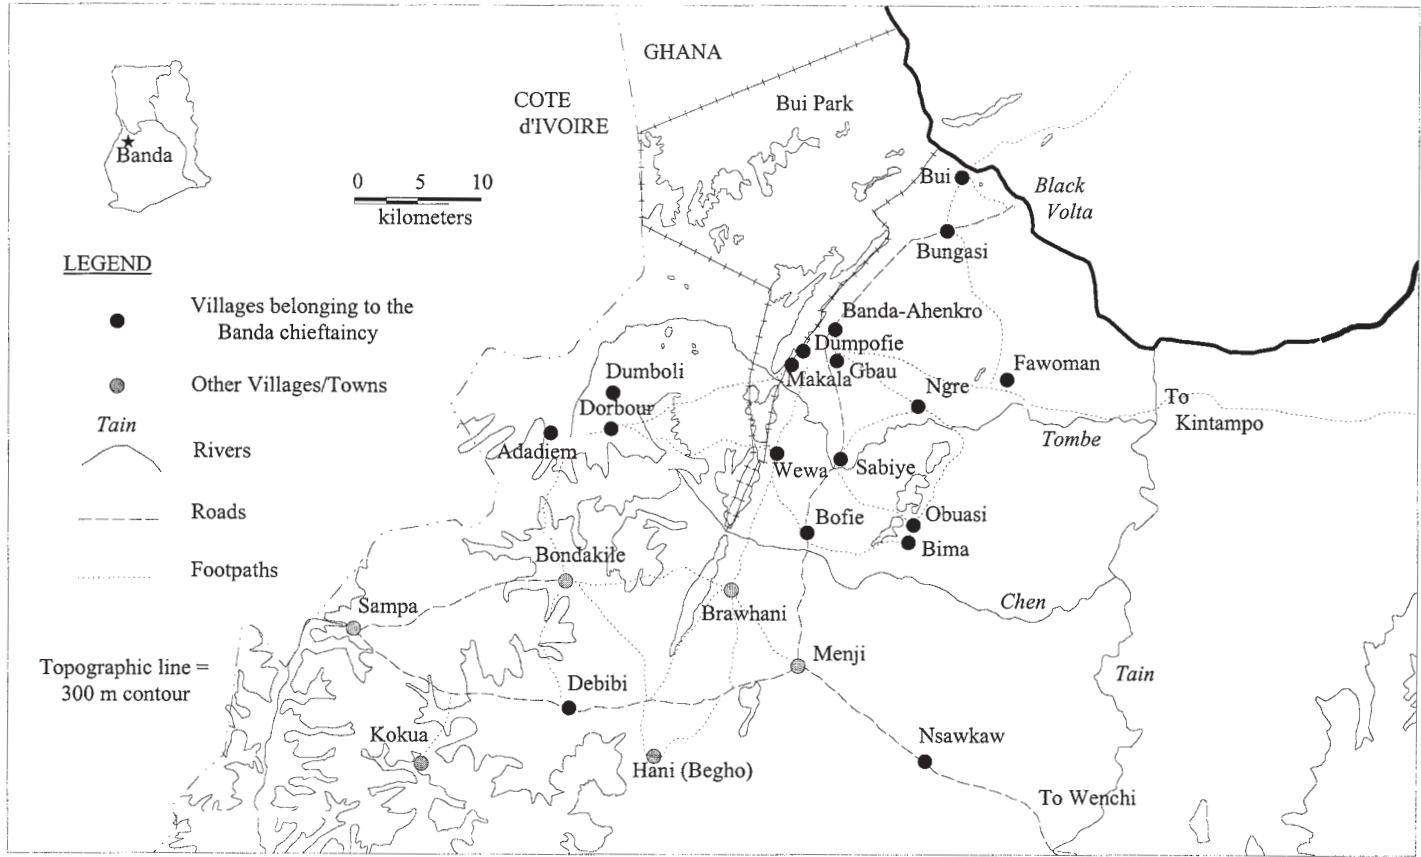 GHANA
COTE
d'IVOIRE
Bui Park
Banda
0 5 10
kilometers
Bui
Black
Volta
Bungasi
LEGEND
Villages belonging to the
Banda chieftaincy
Other Villages/Towns
Tain
Rivers
Roads
Footpaths
Topographic line =
300 m contour
Banda-Ahenkro
Dumpofie
Gbau
Makala
Fawoman
Ngre
To
Kintampo
Tombe
Dumboli
Dorbour
Adadiem
Wewa
Sabiye
Bofie
Obuasi
Bima
Bondakile
Sampa
Brawhani
Chen
Menji
Tain
Debibi
Kokua
Hani (Begho)
Nsawkaw
To Wenchi